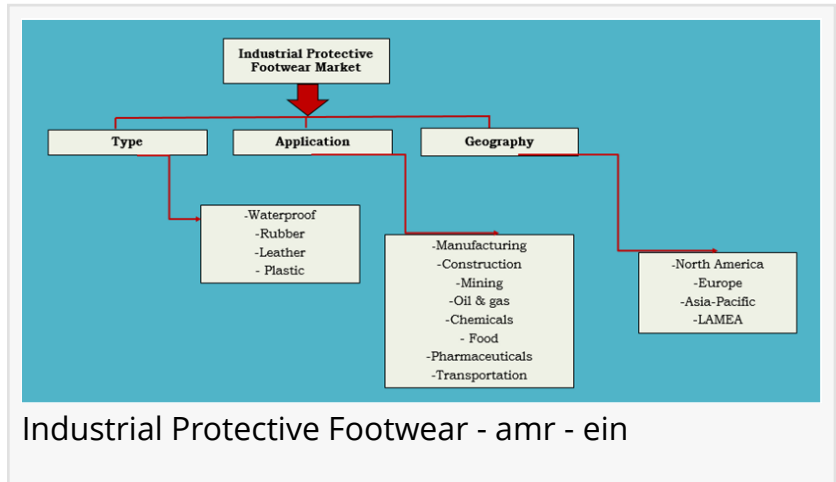 Industrial Protective
Footwear Market
Type
Application
Geography
-Waterproof
-Rubber
-Leather
- Plastic
-Manufacturing
-Construction
-Mining
-Oil & gas
-Chemicals
- Food
-Pharmaceuticals
-Transportation
-North America
-Europe
-Asia-Pacific
-LAMEA
Industrial Protective Footwear - amr - ein